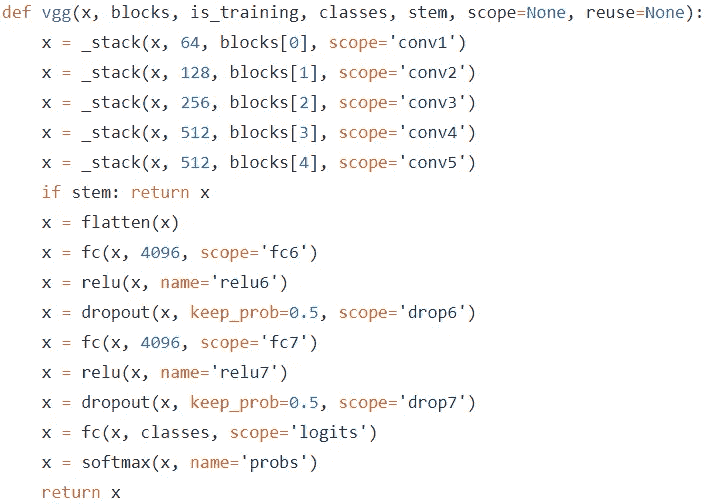 def vgg(x, blocks, is_training, classes, stem, scope=None, reuse=None):
    x = _stack(x, 64, blocks[0], scope='conv1')
    x = _stack(x, 128, blocks[1], scope='conv2')
    x = _stack(x, 256, blocks[2], scope='conv3')
    x = _stack(x, 512, blocks[3], scope='conv4')
    x = _stack(x, 512, blocks[4], scope='conv5')
    if stem: return x
    x = flatten(x)
    x = fc(x, 4096, scope='fc6')
    x = relu(x, name='relu6')
    x = dropout(x, keep_prob=0.5, scope='drop6')
    x = fc(x, 4096, scope='fc7')
    x = relu(x, name='relu7')
    x = dropout(x, keep_prob=0.5, scope='drop7')
    x = fc(x, classes, scope='logits')
    x = softmax(x, name='probs')
    return x